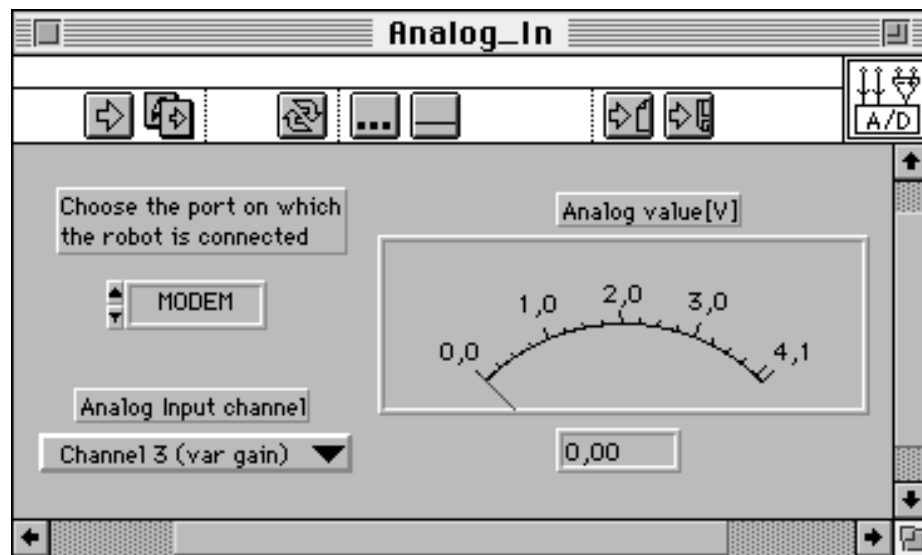 Analog_In
A/D
Choose the port on which
the robot is connected
MODEM
Analog Input channel
Channel 3 (var gain)
Analog value[V]
0,0
1,0
2,0
3,0
4,1
0,00